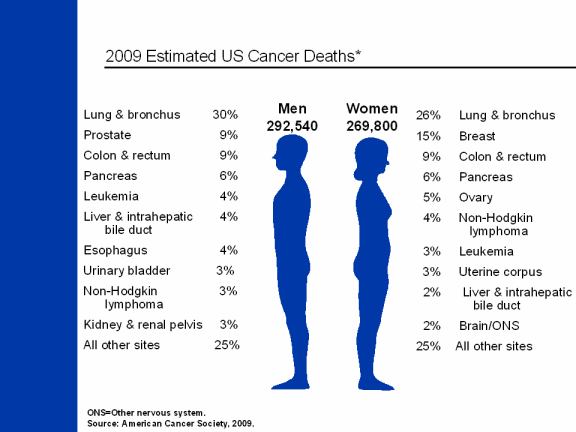 2009 Estimated US Cancer Deaths*
Men
292,540
Women
269,800
Lung & bronchus 30%
Prostate 9%
Colon & rectum 9%
Pancreas 6%
Leukemia 4%
Liver & intrahepatic 4%
bile duct
Esophagus 4%
Urinary bladder 3%
Non-Hodgkin 3%
lymphoma
Kidney & renal pelvis 3%
All other sites 25%
26% Lung & bronchus
15% Breast
9% Colon & rectum
6% Pancreas
5% Ovary
4% Non-Hodgkin
lymphoma
3% Leukemia
3% Uterine corpus
2% Liver & intrahepatic
bile duct
2% Brain/ONS
25% All other sites
ONS=Other nervous system.
Source: American Cancer Society, 2009.